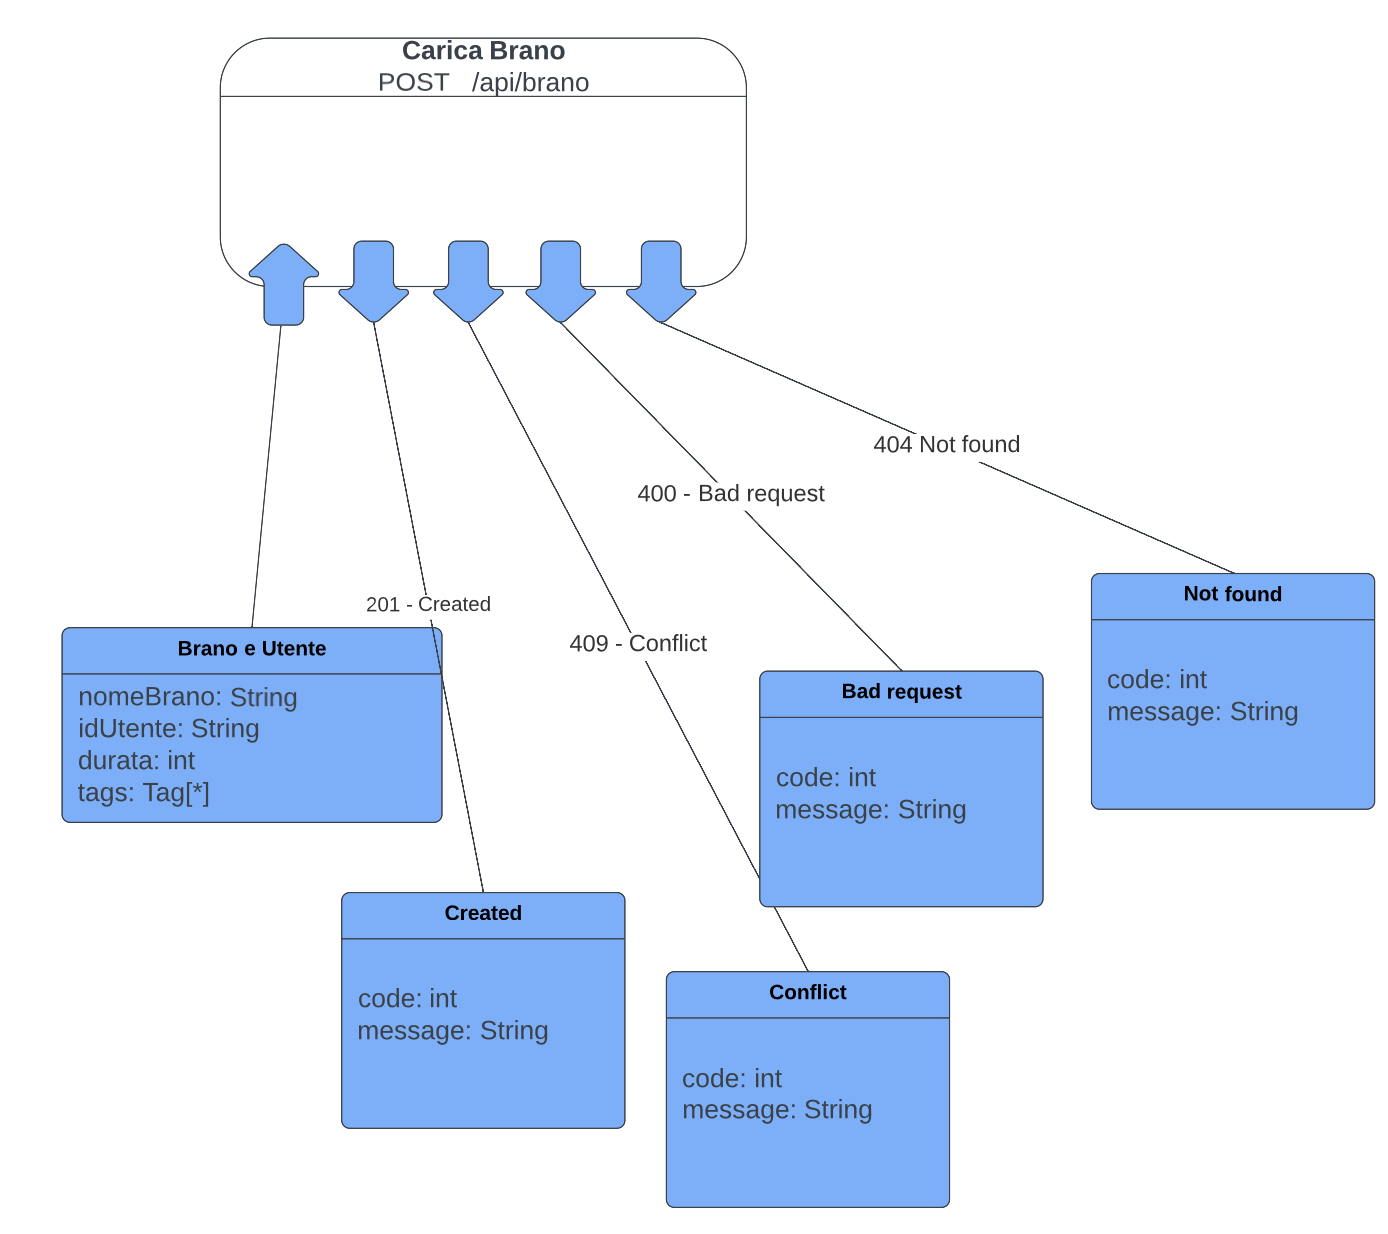 Carica Brano
POST /api/brano
404 Not found
400 - Bad request
201 - Created
409 - Conflict
Brano e Utente
nomeBrano: String
idUtente: String
durata: int
tags: Tag[*]
Not found
code: int
message: String
Bad request
code: int
message: String
Created
code: int
message: String
Conflict
code: int
message: String